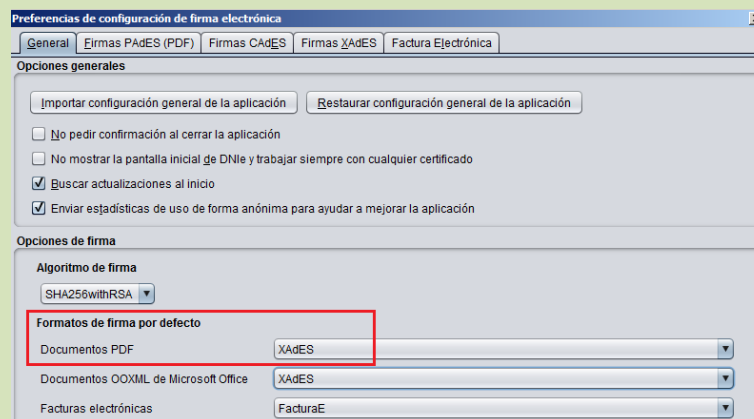 Preferencias de configuración de firma electrónica
General Firmas PAdES (PDF) Firmas CAdES Firmas XAdES Factura Electrónica
Opciones generales
Importar configuración general de la aplicación Restaurar configuración general de la aplicación
No pedir confirmación al cerrar la aplicación
No mostrar la pantalla inicial de DNIe y trabajar siempre con cualquier certificado
Buscar actualizaciones al inicio
Enviar estadísticas de uso de forma anónima para ayudar a mejorar la aplicación
Opciones de firma
Algoritmo de firma
SHA256withRSA
Formatos de firma por defecto
Documentos PDF XAdES
Documentos OOXML de Microsoft Office XAdES
Facturas electrónicas FacturaE